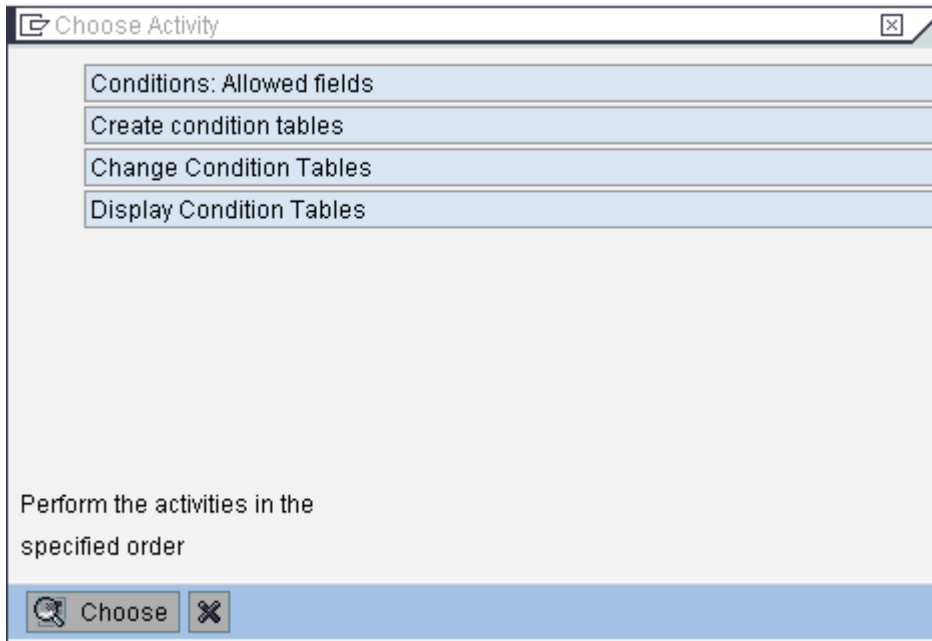 Choose Activity
Conditions: Allowed fields
Create condition tables
Change Condition Tables
Display Condition Tables
Perform the activities in the
specified order
Choose